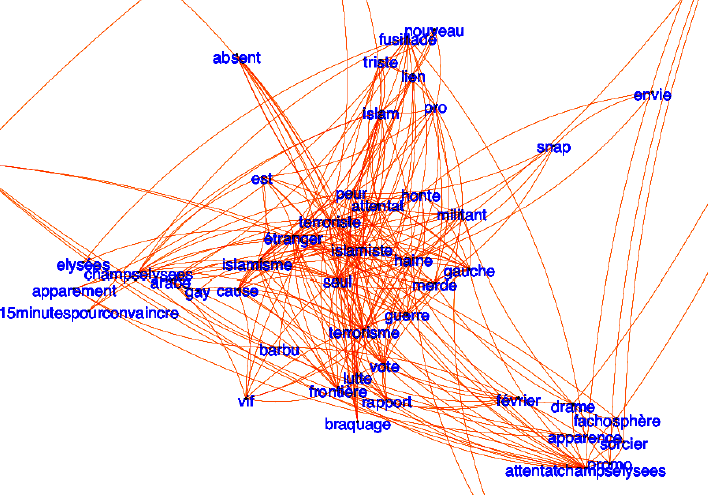 nouveau
fusillade
absent
triste
lien
envie
pro
islam
snap
est
peur
honte
attentat
militant
terroriste
étranger
islamiste
haine
elysées
islamisme
champselysees
gauche
arabe
seul
merde
apparement
gay
cause
15minutespourconvaincre
guerre
terrorisme
barbu
vote
lutte
frontière
vif
rapport
février
drame
braquage
fachosphère
apparence
sorcier
promo
attentatchampselysees